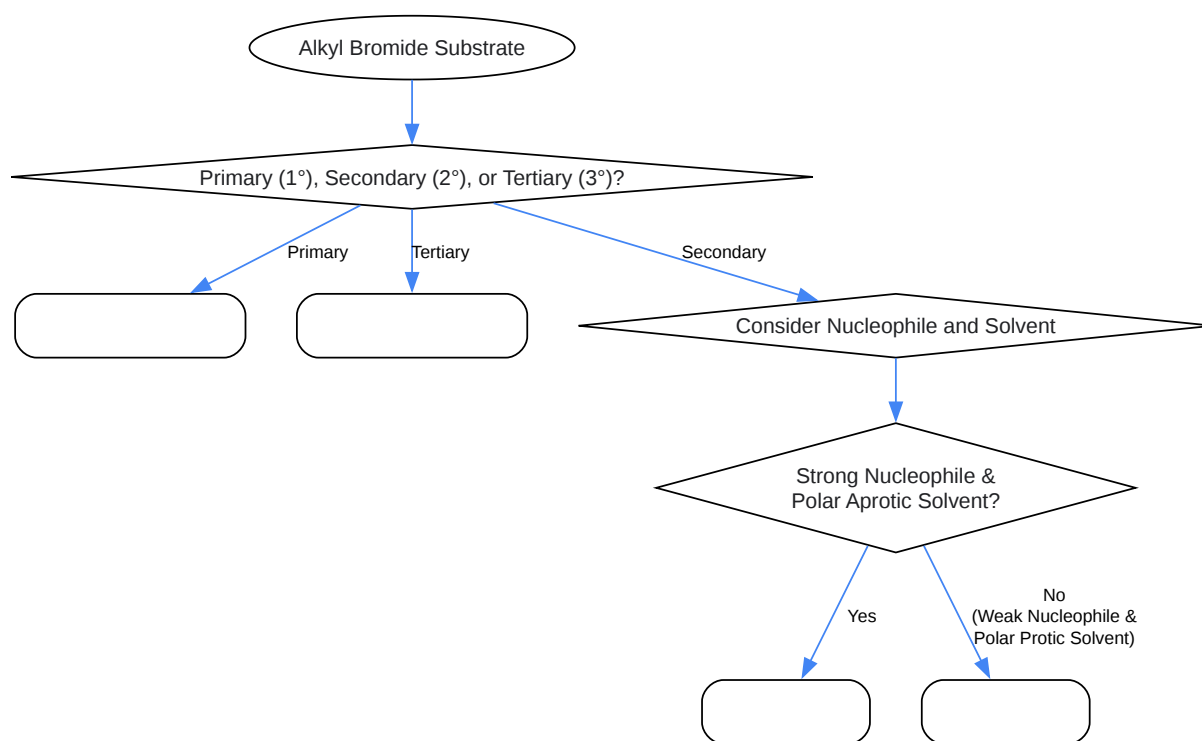 Alkyl Bromide Substrate
Primary (1°), Secondary (2°), or Tertiary (3°)?
Primary
Tertiary
Secondary
Consider Nucleophile and Solvent
Strong Nucleophile &
Polar Aprotic Solvent?
Yes
No
(Weak Nucleophile &
Polar Protic Solvent)